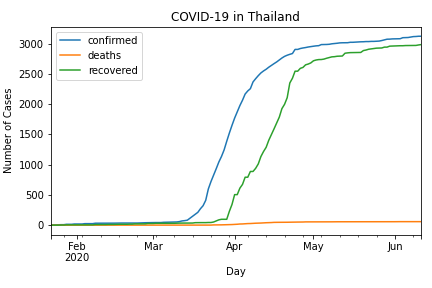 COVID-19 in Thailand
confirmed
deaths
recovered
Number of Cases
3000
2500
2000
1500
1000
500
0
Feb Mar Apr May Jun
2020
Day